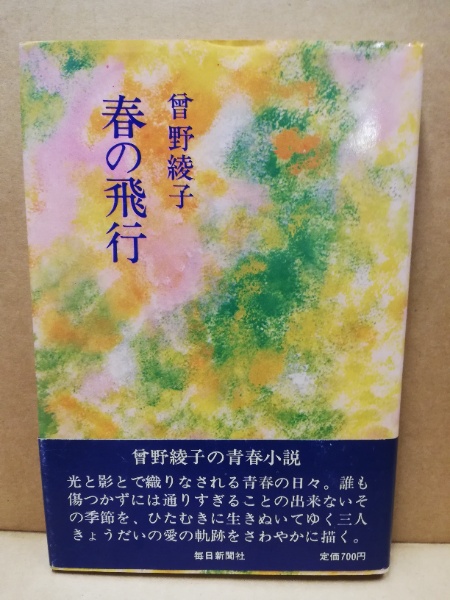 曾野綾子
春の飛行
曾野綾子の青春小説
光と影とで織りなされる青春の日々。誰も
傷つかずには通りすぎることの出来ないそ
の季節を、ひたむきに生きぬいてゆく三人
きょうだいの愛の軌跡をさわやかに描く。
毎日新聞社
定価700円